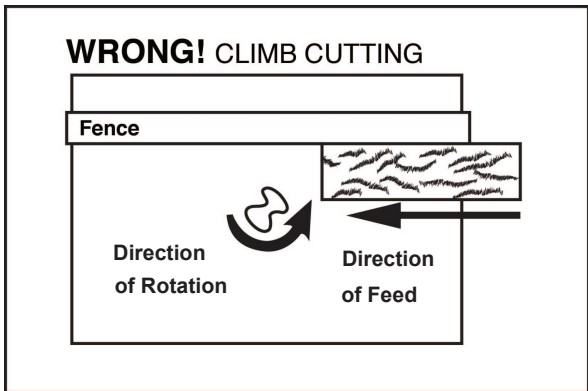 WRONG! CLIMB CUTTING
Fence
Direction
of Rotation
Direction
of Feed